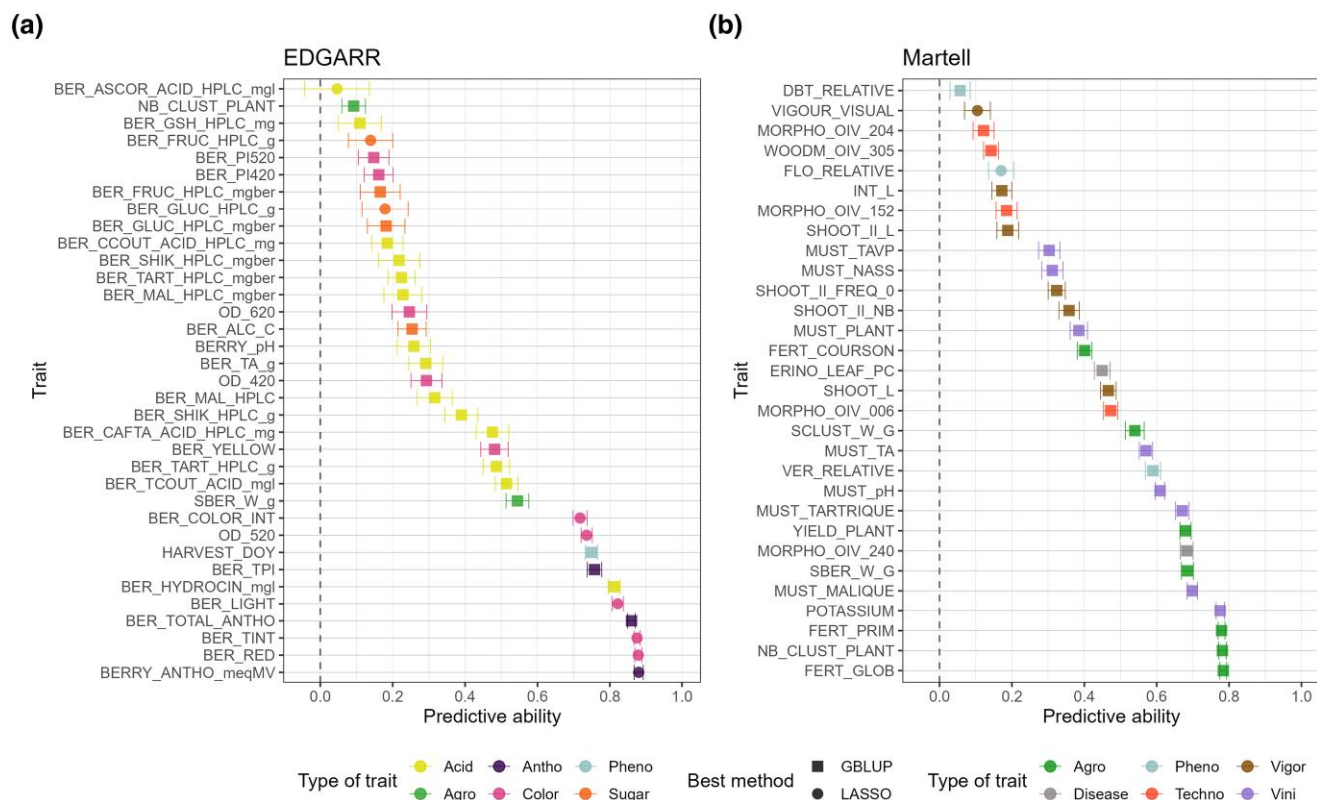 (a)
EDGARR
Trait
BER_ASCOR_ACID_HPLC_mgl
NB_CLUST_PLANT
BER_GSH_HPLC_mg
BER_FRUC_HPLC_g
BER_PI520
BER_PI420
BER_FRUC_HPLC_mgber
BER_GLUC_HPLC_g
BER_GLUC_HPLC_mgber
BER_CCOUT_ACID_HPLC_mg
BER_SHIK_HPLC_mgber
BER_TART_HPLC_mgber
BER_MAL_HPLC_mgber
OD_620
BER_ALC_C
BERRY_pH
BER_TA_g
OD_420
BER_MAL_HPLC
BER_SHIK_HPLC_g
BER_CAFTA_ACID_HPLC_mg
BER_YELLOW
BER_TART_HPLC_g
BER_TCOUT_ACID_mgl
SBER_W_g
BER_COLOR_INT
OD_520
HARVEST_DOY
BER_TPI
BER_HYDROCIN_mgl
BER_LIGHT
BER_TOTAL_ANTHO
BER_TINT
BER_RED
BERRY_ANTHO_meqMV
0.0 0.2 0.4 0.6 0.8 1.0
Predictive ability
(b)
Martell
Trait
DBT_RELATIVE
VIGOUR_VISUAL
MORPHO_OIV_204
WOODM_OIV_305
FLO_RELATIVE
INT_L
MORPHO_OIV_152
SHOOT_II_L
MUST_TAVP
MUST_NASS
SHOOT_II_FREQ_0
SHOOT_II_NB
MUST_PLANT
FERT_COURSON
ERINO_LEAF_PC
SHOOT_L
MORPHO_OIV_006
SCLUST_W_G
MUST_TA
VER_RELATIVE
MUST_pH
MUST_TARTRIQUE
YIELD_PLANT
MORPHO_OIV_240
SBER_W_G
MUST_MALIQUE
POTASSIUM
FERT_PRIM
NB_CLUST_PLANT
FERT_GLOB
0.0 0.2 0.4 0.6 0.8 1.0
Predictive ability
Type of trait
Acid Antho Pheno
Agro Color Sugar
Best method
GBLUP
LASSO
Type of trait
Agro Pheno Vigor
Disease Techno Vini